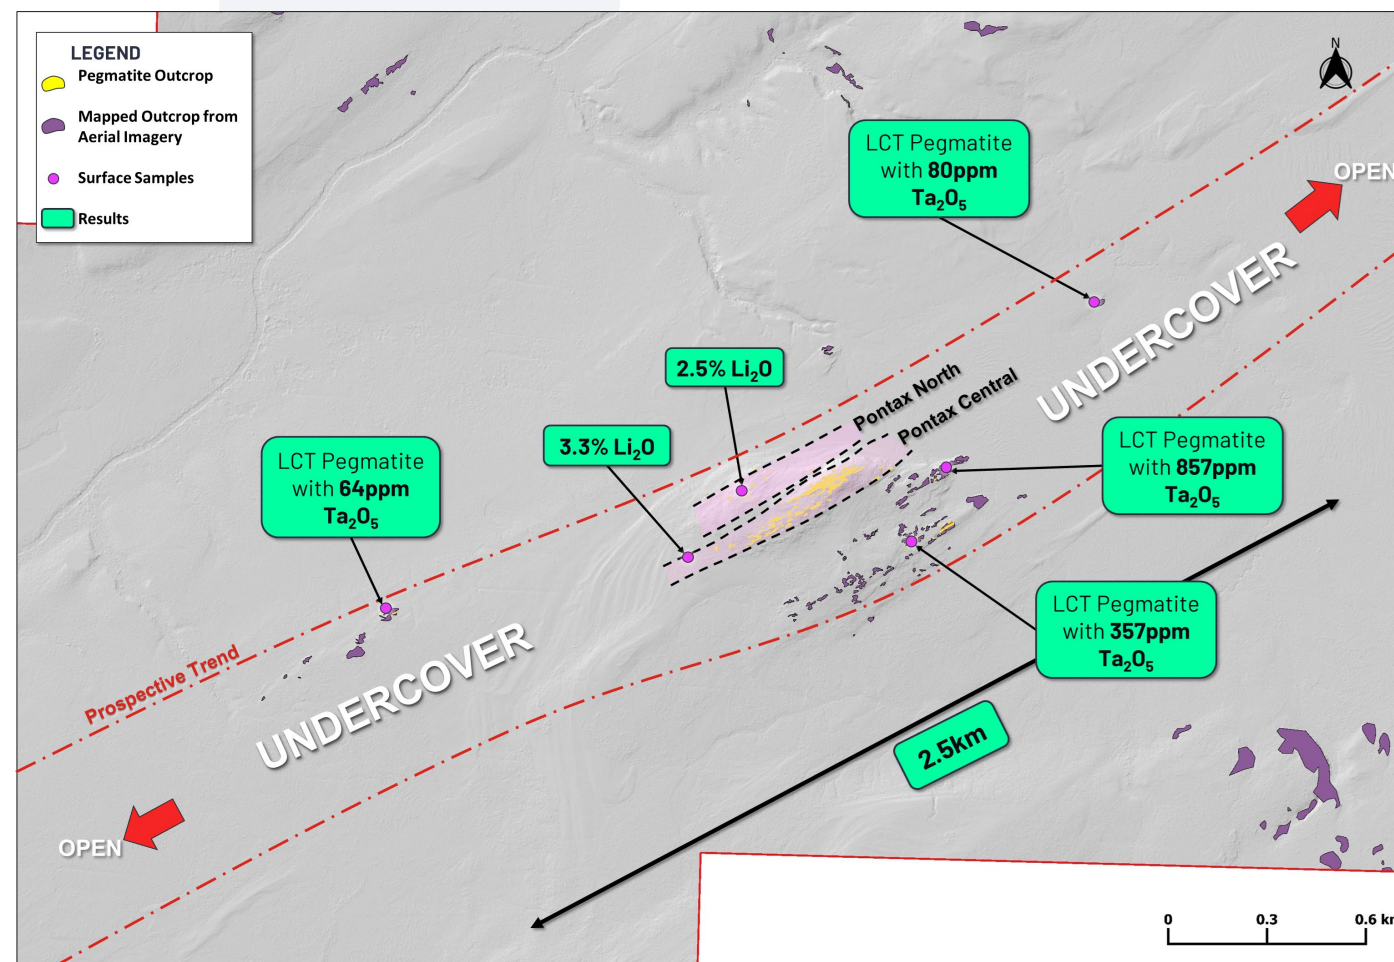 LEGEND
Pegmatite Outcrop
Mapped Outcrop from
Aerial Imagery
Surface Samples
Results
N
LCT Pegmatite
with 80ppm
Ta₂O₅
OPEN
UNDERCOVER
2.5% Li₂O
Pontax North
Pontax Central
3.3% Li₂O
LCT Pegmatite
with 857ppm
Ta₂O₅
LCT Pegmatite
with 64ppm
Ta₂O₅
LCT Pegmatite
with 357ppm
Ta₂O₅
Prospective Trend
UNDERCOVER
2.5km
OPEN
0 0.3 0.6 km